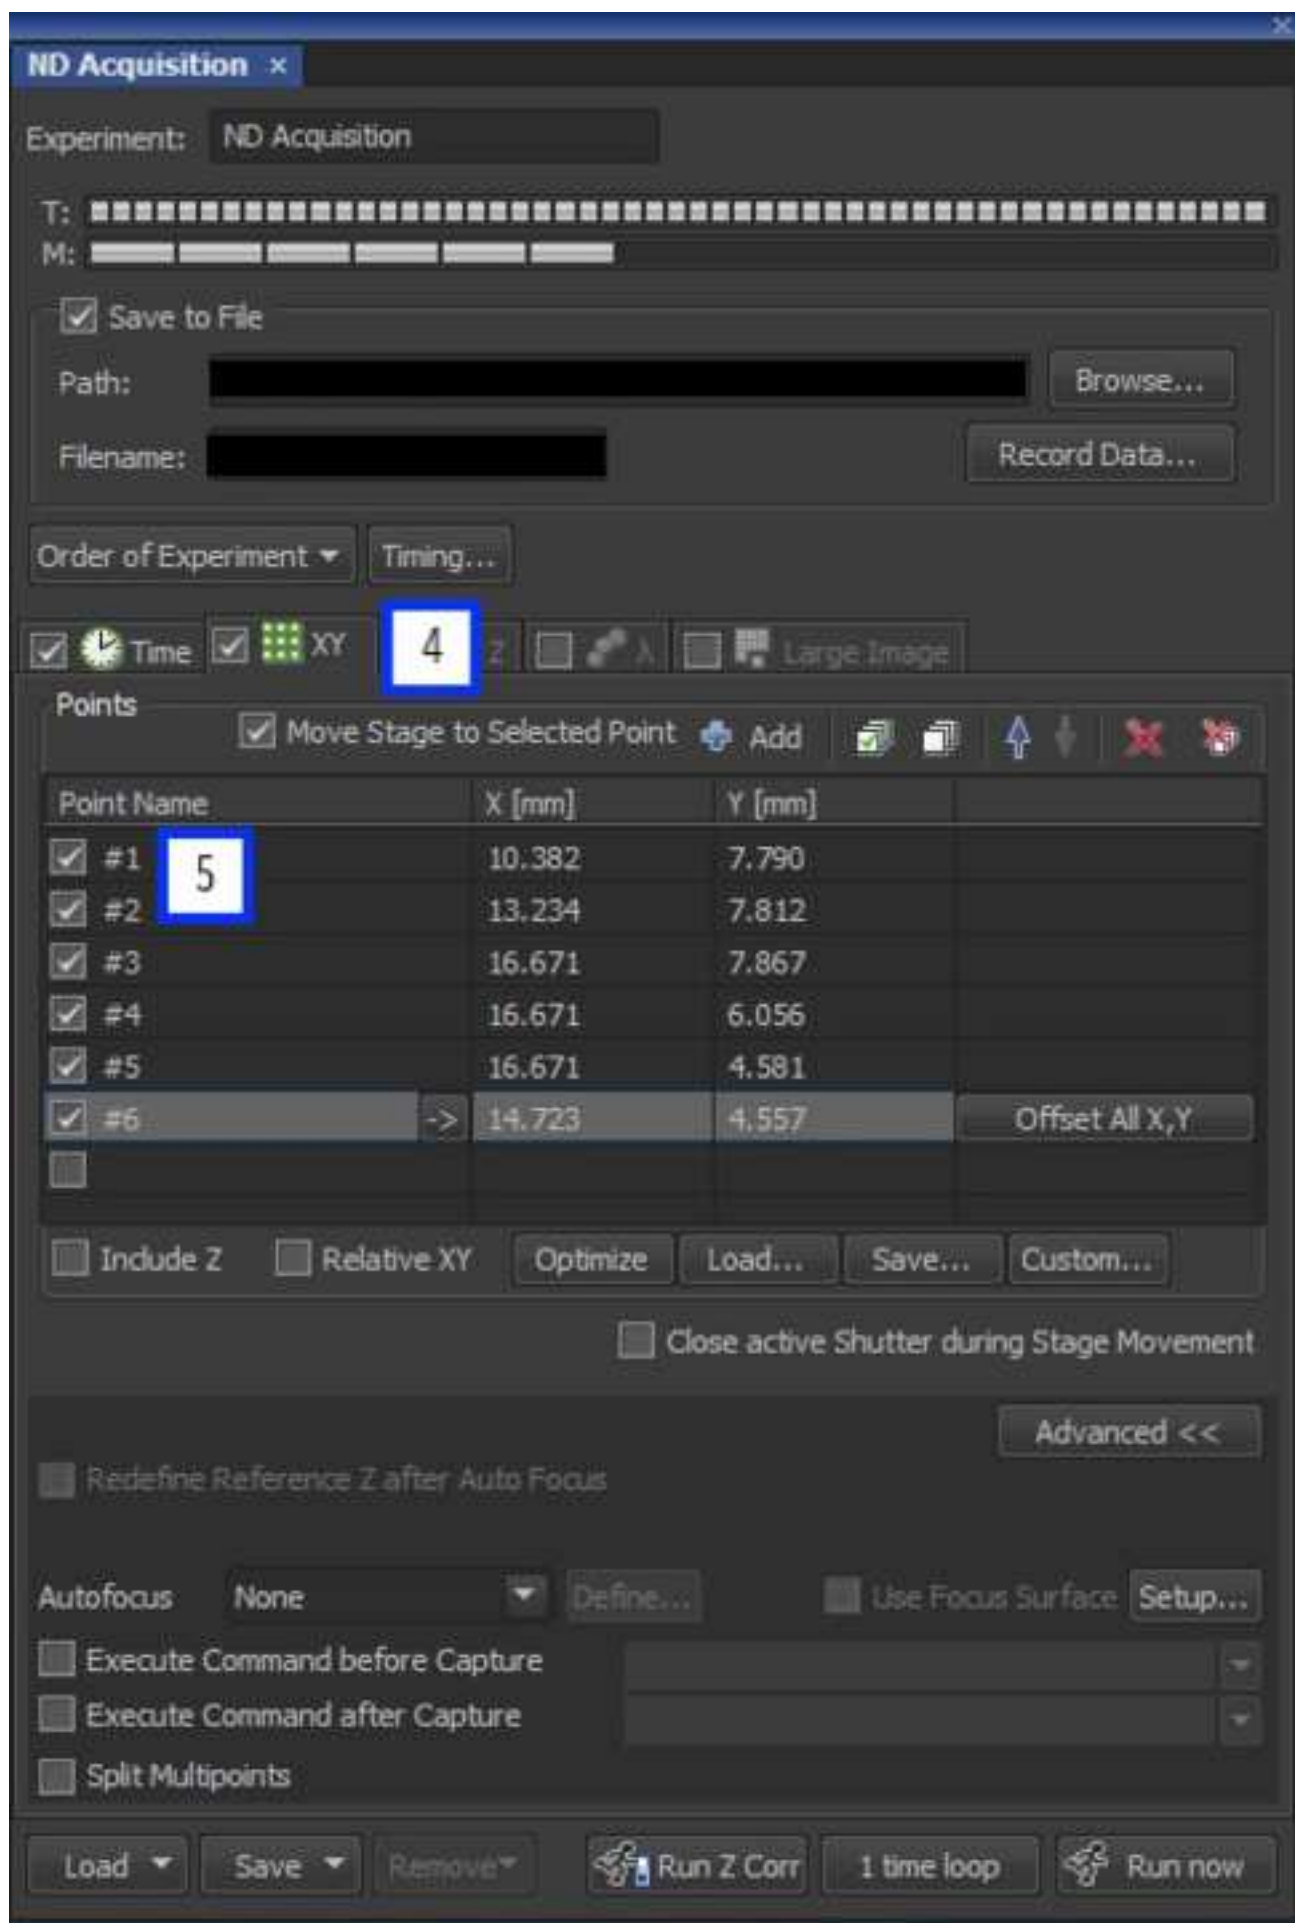 ND Acquisition ×
Experiment: ND Acquisition
T:
M:
Save to File
Path: Browse...
Filename: Record Data...
Order of Experiment Timing...
Time XY 4 Z λ Large Image
Points Move Stage to Selected Point Add
Point Name X [mm] Y [mm]
#1 5 10.382 7.790
#2 13.234 7.812
#3 16.671 7.867
#4 16.671 6.056
#5 16.671 4.581
#6 -> 14.723 4.557 Offset All X,Y
Include Z Relative XY Optimize Load... Save... Custom...
Close active Shutter during Stage Movement
Advanced <<
Redefine Reference Z after Auto Focus
Autofocus None Define... Use Focus Surface Setup...
Execute Command before Capture
Execute Command after Capture
Split Multipoints
Load Save Remove Run Z Corr 1 time loop Run now